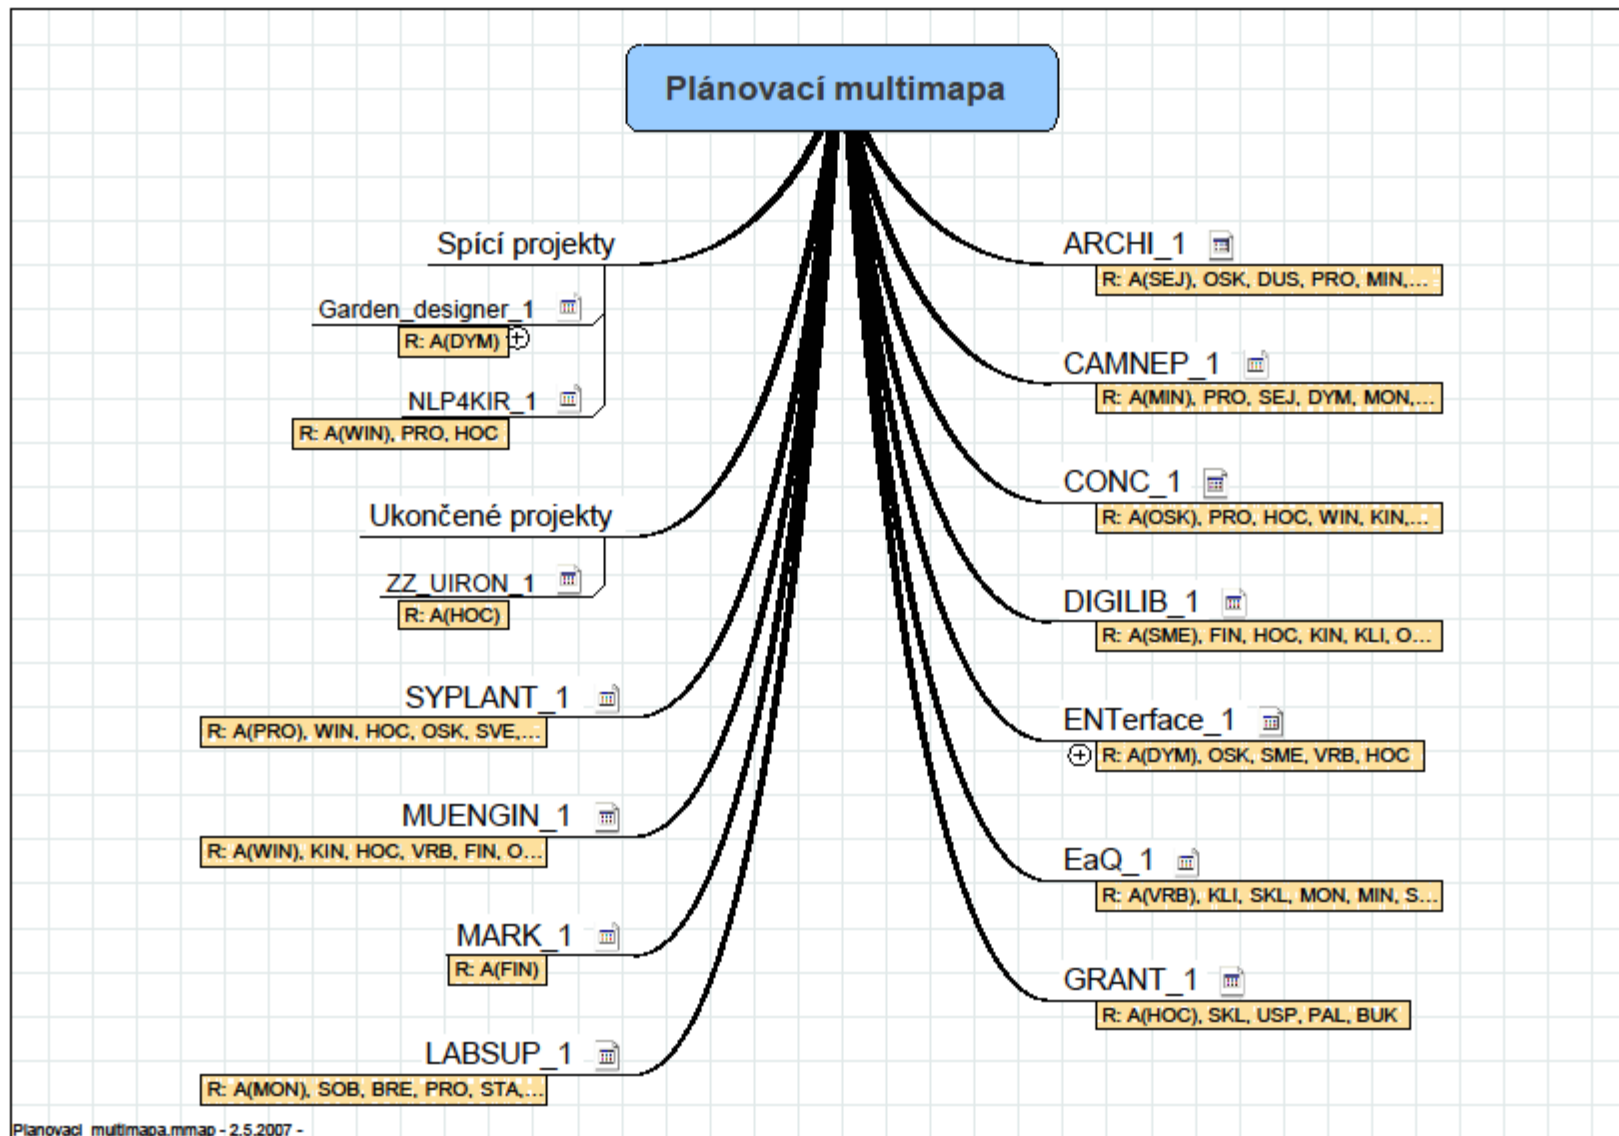 Plánovací multimapa
Spící projekty
Garden_designer_1
R: A(DYM)
NLP4KIR_1
R: A(WIN), PRO, HOC
Ukončené projekty
ZZ_UIRON_1
R: A(HOC)
SYPLANT_1
R: A(PRO), WIN, HOC, OSK, SVE,...
MUENGIN_1
R: A(WIN), KIN, HOC, VRB, FIN, O...
MARK_1
R: A(FIN)
LABSUP_1
R: A(MON), SOB, BRE, PRO, STA,...
ARCHI_1
R: A(SEJ), OSK, DUS, PRO, MIN,...
CAMNEP_1
R: A(MIN), PRO, SEJ, DYM, MON,...
CONC_1
R: A(OSK), PRO, HOC, WIN, KIN,...
DIGILIB_1
R: A(SME), FIN, HOC, KIN, KLI, O...
ENTerface_1
R: A(DYM), OSK, SME, VRB, HOC
EaQ_1
R: A(VRB), KLI, SKL, MON, MIN, S...
GRANT_1
R: A(HOC), SKL, USP, PAL, BUK
Planovaci_multimapa.mmap - 2.5.2007 -